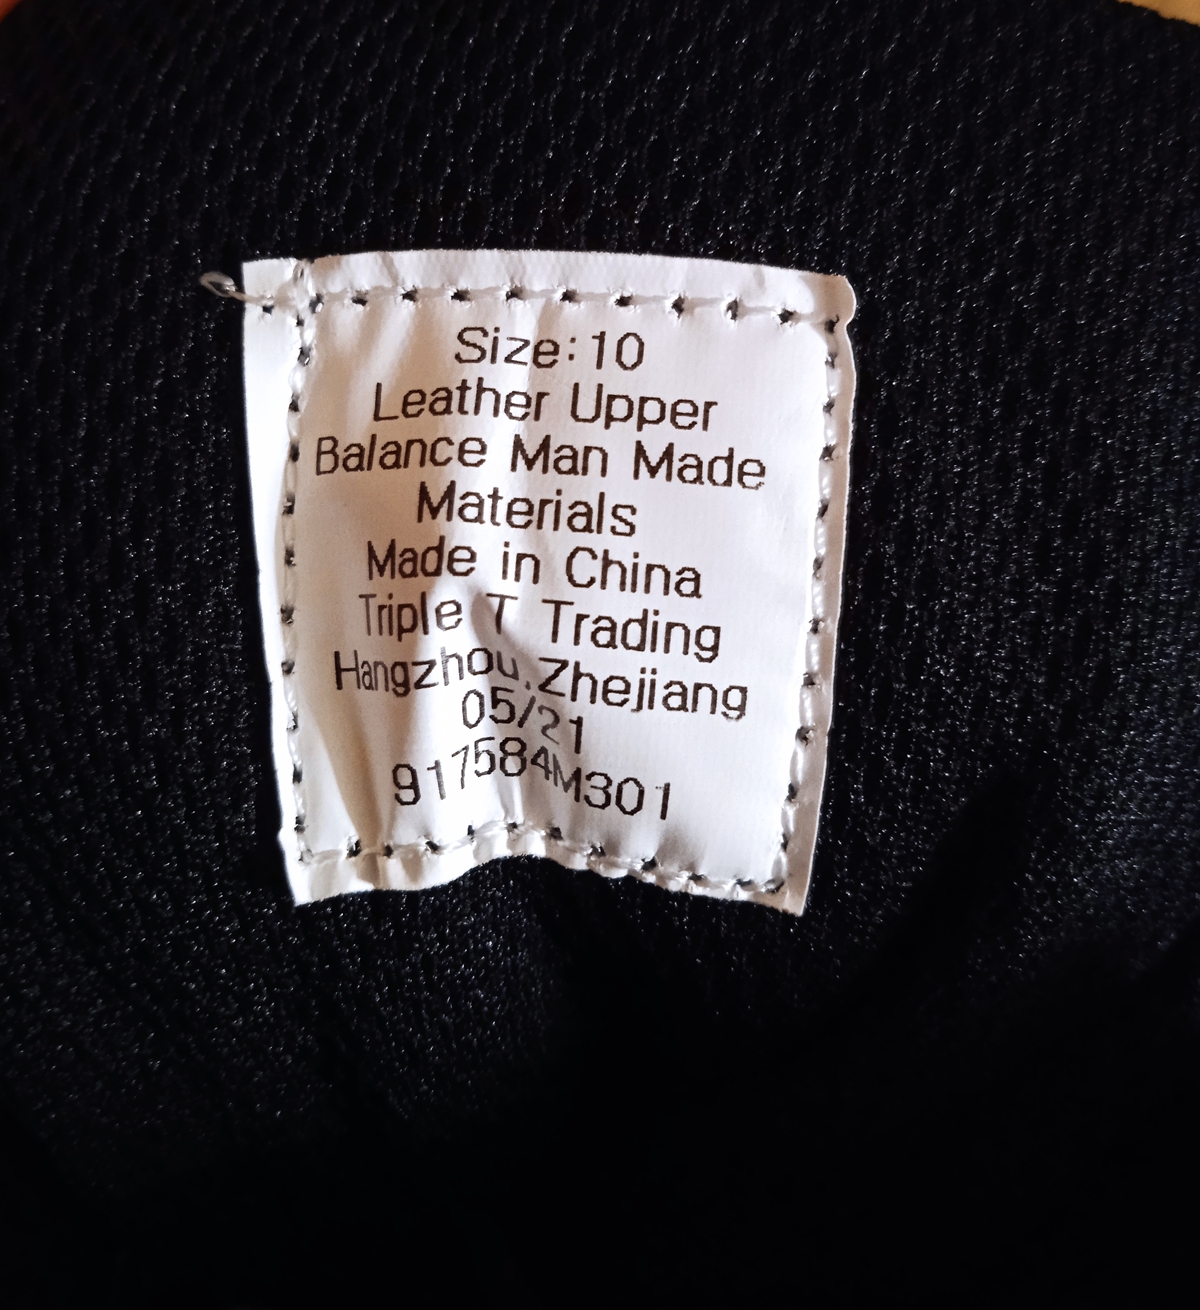 Size:10
Leather Upper
Balance Man Made
Materials
Made in China
Triple T Trading
Hangzhou.Zhejiang
05/21
917584M301